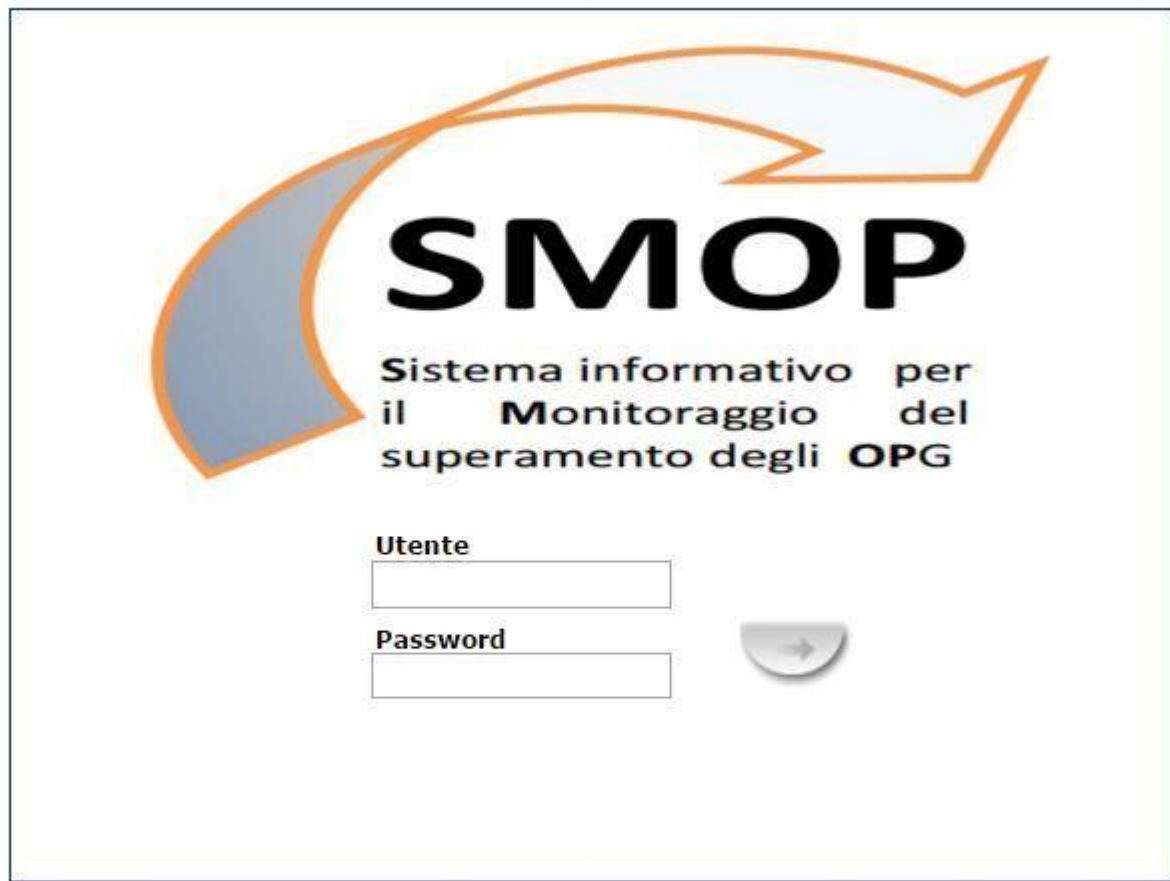 SMOP
Sistema informativo per
il Monitoraggio del
superamento degli OPG
Utente
Password